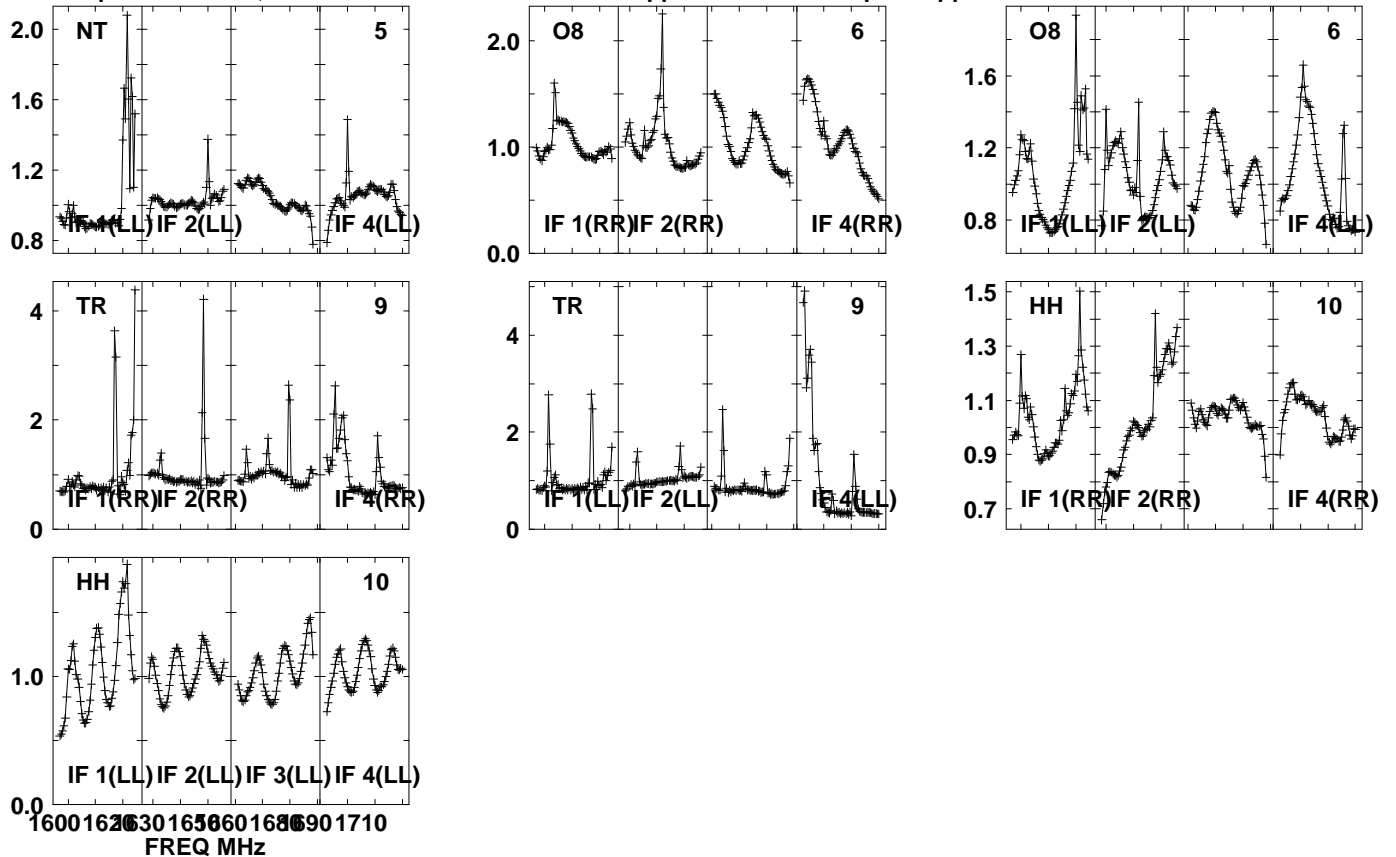 NT 5
2.0
1.6
1.2
0.8
IF 2(LL) IF 4(LL)
O8 6
2.0
1.0
0.0
IF 1(RR) IF 2(RR) IF 4(RR)
O8 6
1.6
1.2
0.8
IF 1(LL) IF 2(LL) IF 4(LL)
TR 9
4
2
0
IF 1(RR) IF 2(RR) IF 4(RR)
TR 9
4
2
0
IF 1(LL) IF 2(LL) IF 4(LL)
HH 10
1.5
1.3
1.1
0.9
0.7
IF 1(RR) IF 2(RR) IF 4(RR)
HH 10
1.0
0.0
IF 1(LL) IF 2(LL) IF 3(LL) IF 4(LL)
1600 1630 1690 1710
FREQ MHz